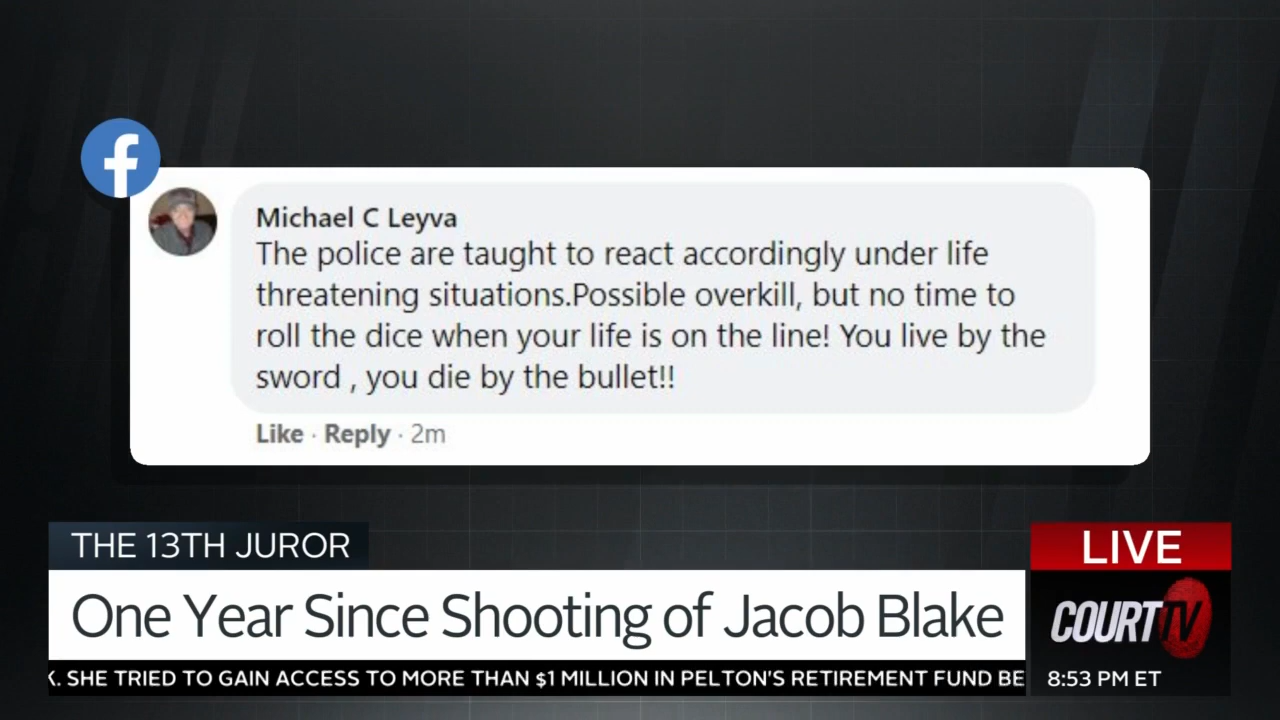 f
Michael C Leyva
The police are taught to react accordingly under life
threatening situations.Possible overkill, but no time to
roll the dice when your life is on the line! You live by the
sword , you die by the bullet!!
Like · Reply · 2m
THE 13TH JUROR
One Year Since Shooting of Jacob Blake
LIVE
COURT TV
. SHE TRIED TO GAIN ACCESS TO MORE THAN $1 MILLION IN PELTON'S RETIREMENT FUND BE
8:53 PM ET